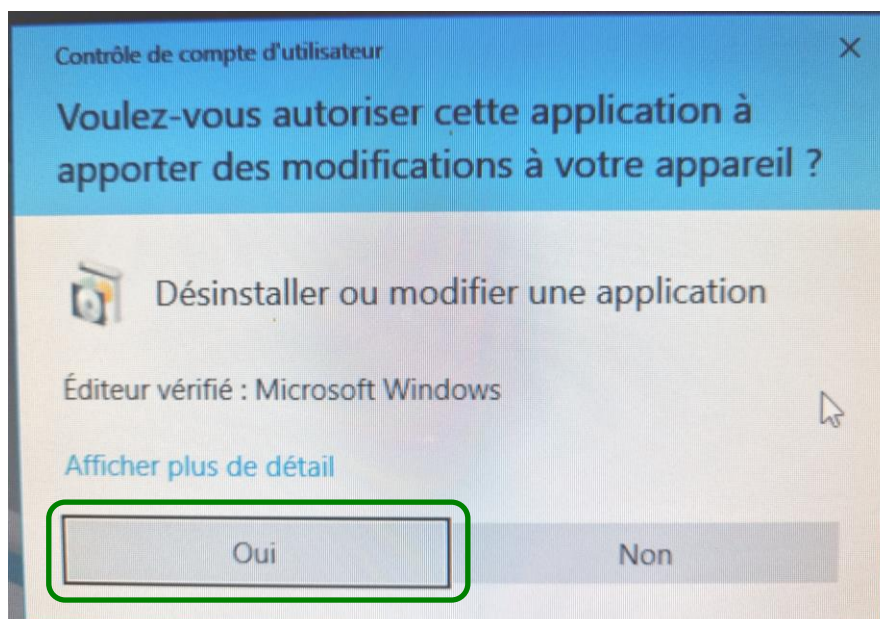 Contrôle de compte d'utilisateur
Voulez-vous autoriser cette application à
apporter des modifications à votre appareil ?
Désinstaller ou modifier une application
Éditeur vérifié : Microsoft Windows
Afficher plus de détail
Oui
Non